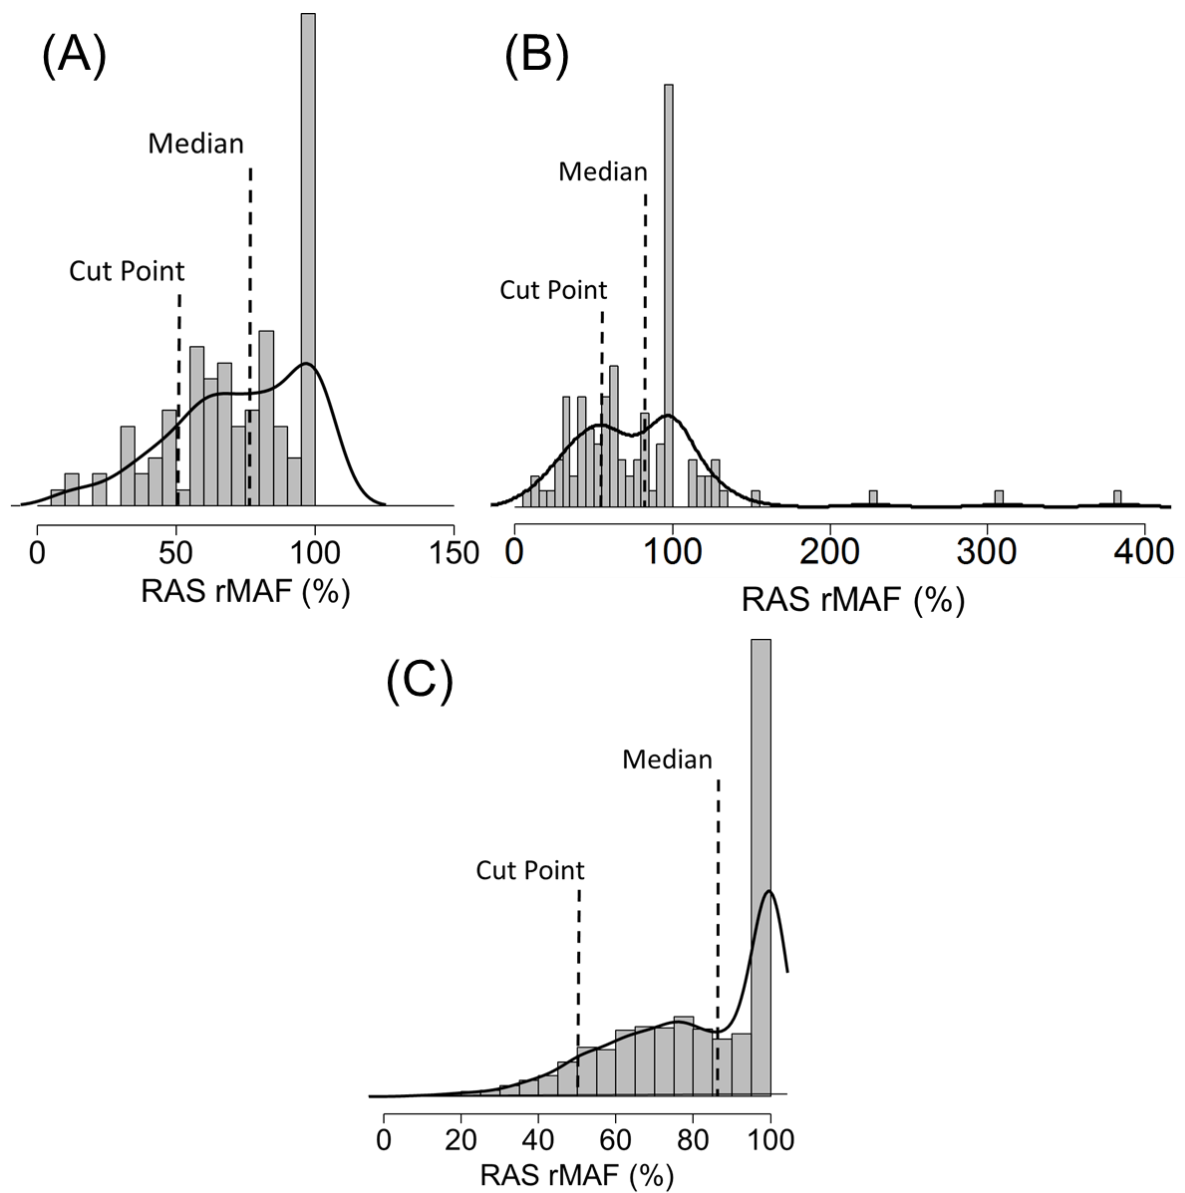 (A)
Median
Cut Point
0 50 100 150
RAS rMAF (%)
(B)
Median
Cut Point
0 100 200 300 400
RAS rMAF (%)
(C)
Median
Cut Point
0 20 40 60 80 100
RAS rMAF (%)